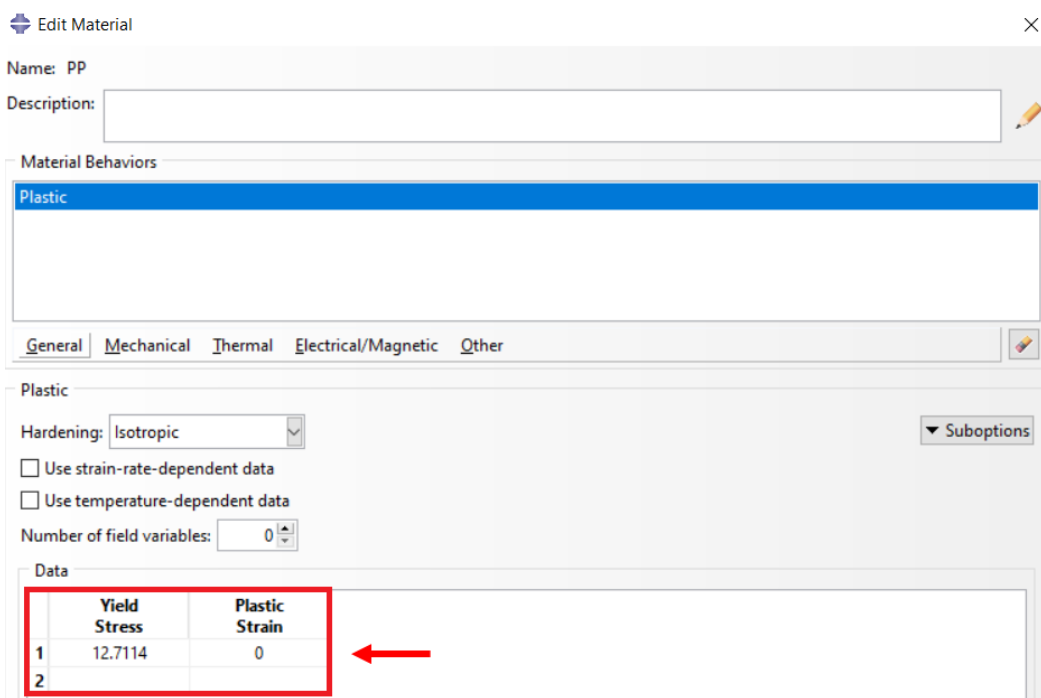 Edit Material
Name: PP
Description:
Material Behaviors
Plastic
General Mechanical Thermal Electrical/Magnetic Other
Plastic
Hardening: Isotropic
Suboptions
Use strain-rate-dependent data
Use temperature-dependent data
Number of field variables: 0
Data
Yield Plastic
Stress Strain
1 12.7114 0
2